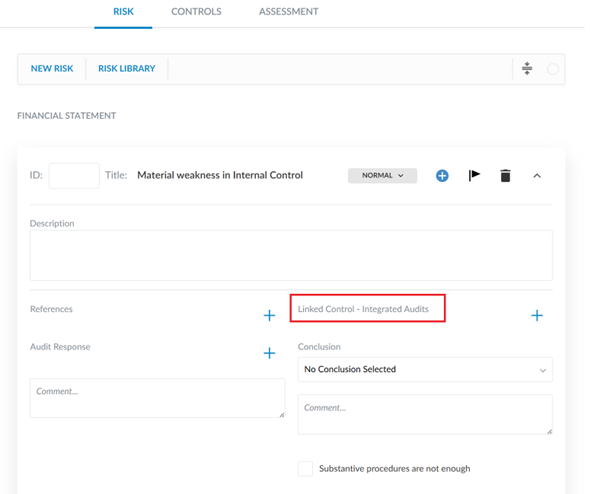 RISK CONTROLS ASSESSMENT
NEW RISK RISK LIBRARY
FINANCIAL STATEMENT
ID: Title: Material weakness in Internal Control NORMAL
Description
References Linked Control - Integrated Audits
Audit Response Conclusion
No Conclusion Selected
Comment...
Comment...
Substantive procedures are not enough